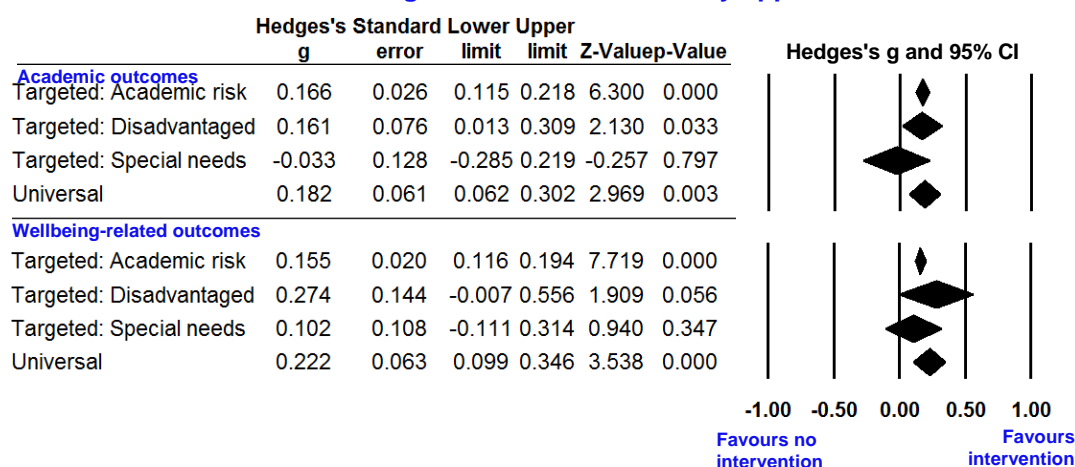 Hedges's Standard Lower Upper
g error limit limit Z-Valuep-Value Hedges's g and 95% CI
Academic outcomes
Targeted: Academic risk 0.166 0.026 0.115 0.218 6.300 0.000
Targeted: Disadvantaged 0.161 0.076 0.013 0.309 2.130 0.033
Targeted: Special needs -0.033 0.128 -0.285 0.219 -0.257 0.797
Universal 0.182 0.061 0.062 0.302 2.969 0.003
Wellbeing-related outcomes
Targeted: Academic risk 0.155 0.020 0.116 0.194 7.719 0.000
Targeted: Disadvantaged 0.274 0.144 -0.007 0.556 1.909 0.056
Targeted: Special needs 0.102 0.108 -0.111 0.314 0.940 0.347
Universal 0.222 0.063 0.099 0.346 3.538 0.000
-1.00 -0.50 0.00 0.50 1.00
Favours no intervention
Favours intervention